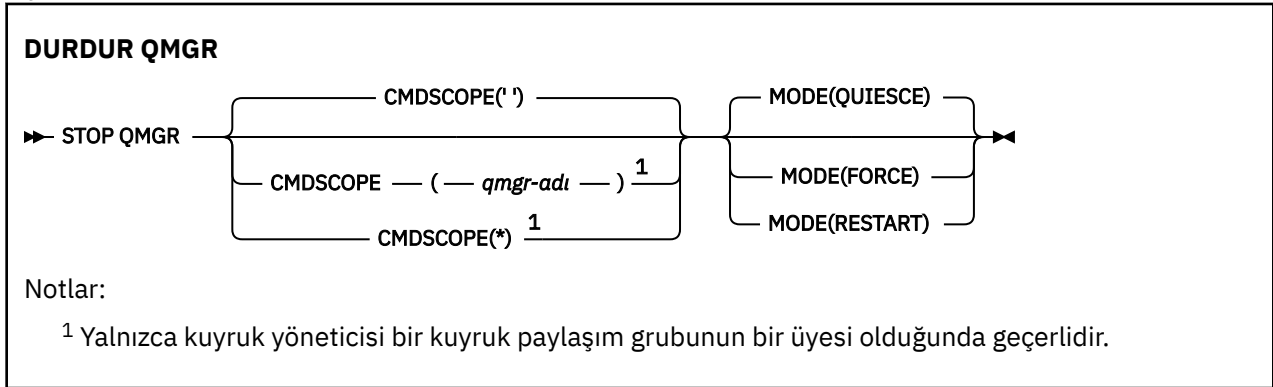 DURDUR QMGR
CMDSCOPE(' ') MODE(QUIESCE)
STOP QMGR
CMDSCOPE ( qmgr-adı ) 1 MODE(FORCE)
CMDSCOPE(*) 1 MODE(RESTART)
Notlar:
1 Yalnızca kuyruk yöneticisi bir kuyruk paylaşım grubunun bir üyesi olduğunda geçerlidir.